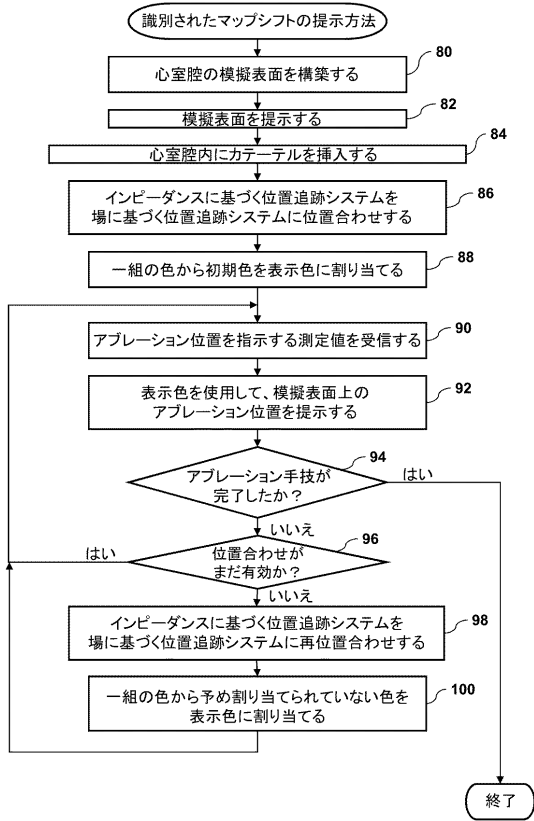 識別されたマップシフトの提示方法
80
心室腔の模擬表面を構築する
82
模擬表面を提示する
84
心室腔内にカテーテルを挿入する
86
インピーダンスに基づく位置追跡システムを
場に基づく位置追跡システムに位置合わせする
88
一組の色から初期色を表示色に割り当てる
90
アブレーション位置を指示する測定値を受信する
92
表示色を使用して、模擬表面上の
アブレーション位置を提示する
94
アブレーション手技が
完了したか？
はい
いいえ
96
位置合わせが
まだ有効か？
はい
いいえ
98
インピーダンスに基づく位置追跡システムを
場に基づく位置追跡システムに再位置合わせする
100
一組の色から予め割り当てられていない色を
表示色に割り当てる
終了